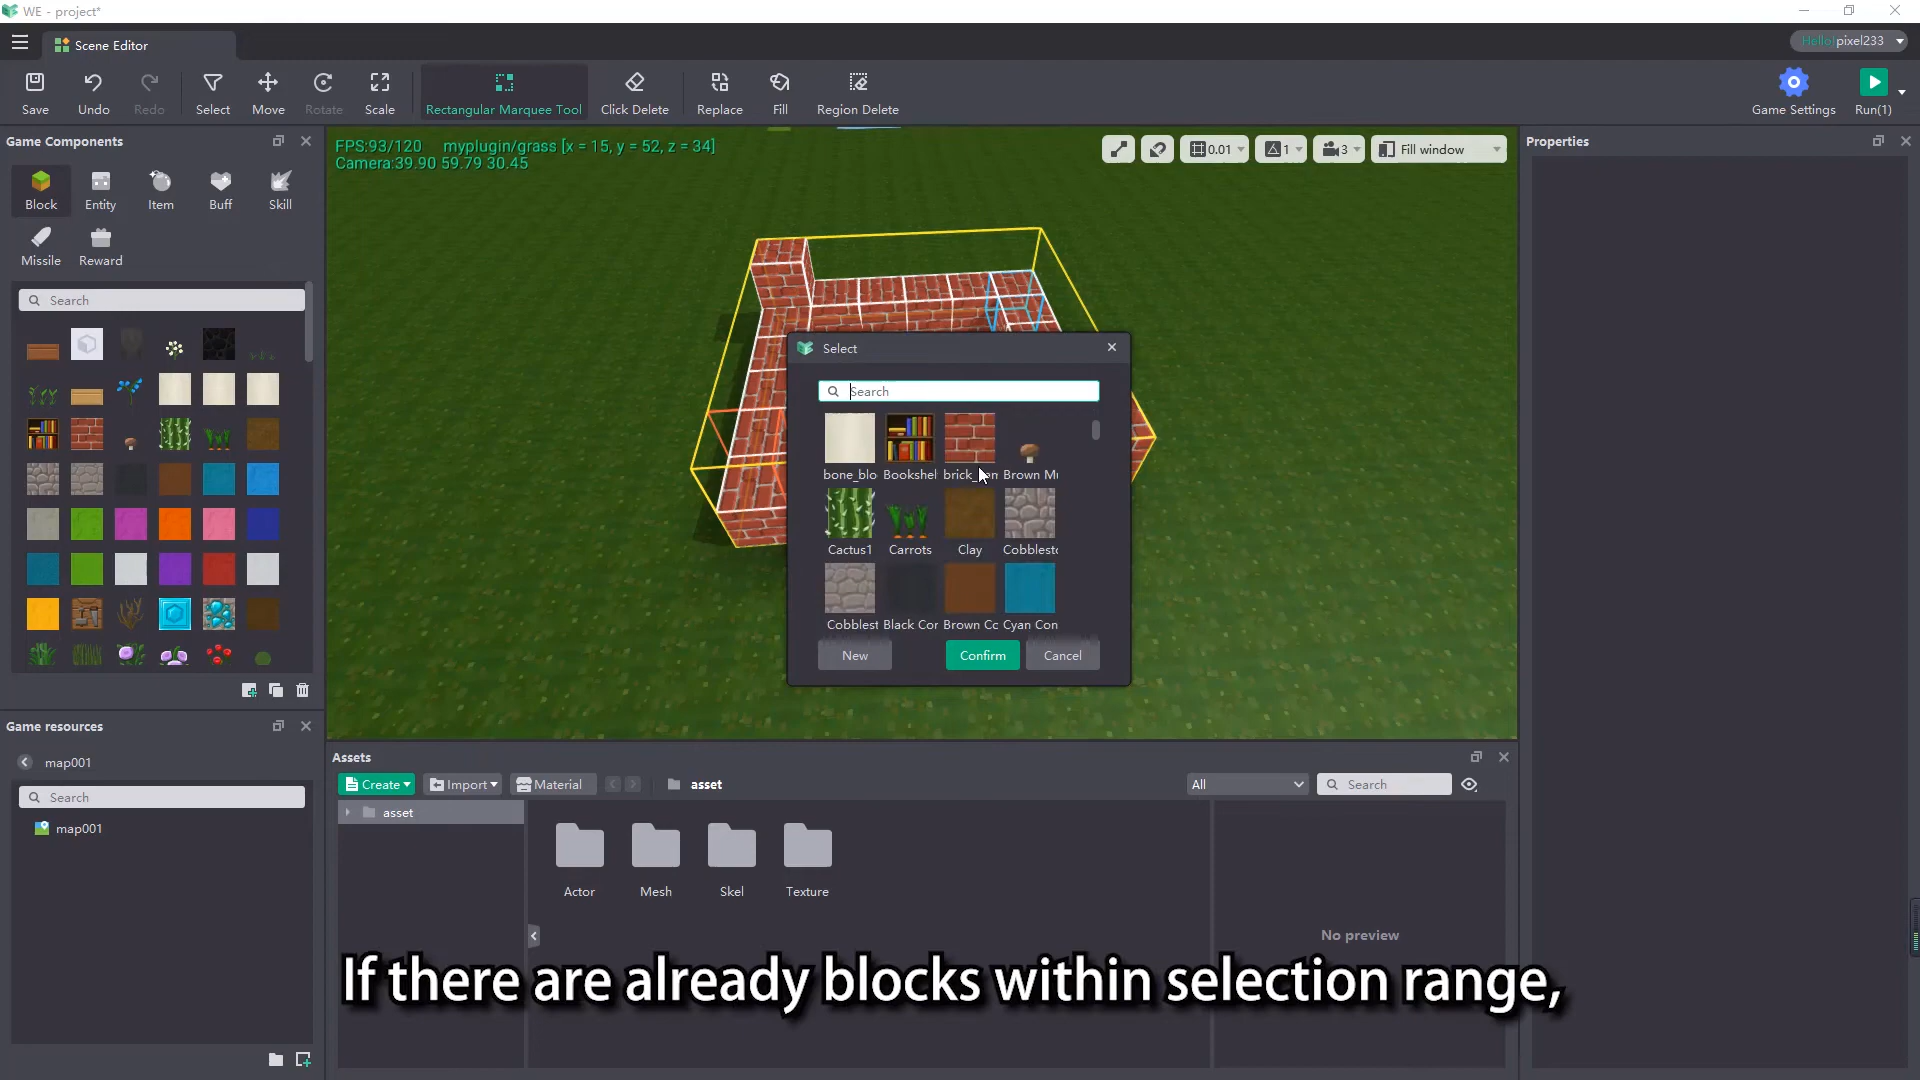 WE - project*
Scene Editor
Hello! pixel233
Save
Undo
Redo
Select
Move
Rotate
Scale
Rectangular Marquee Tool
Click Delete
Replace
Fill
Region Delete
Game Settings
Run(1)
Game Components
Block
Entity
Item
Buff
Skill
Missile
Reward
Search
FPS:93/120 myplugin/grass [x = 15, y = 52, z = 34]
Camera:39.90 59.79 30.45
0.01
1
3
Fill window
Properties
Select
Search
bone_blo
Bookshel
Brown Mu
Cactus1
Carrots
Clay
Cobblesto
Cobblest
Black Cor
Brown Cc
Cyan Con
New
Confirm
Cancel
Game resources
map001
Search
map001
Assets
Create
Import
Material
asset
All
Search
asset
Actor
Mesh
Skel
Texture
No preview
If there are already blocks within selection range,